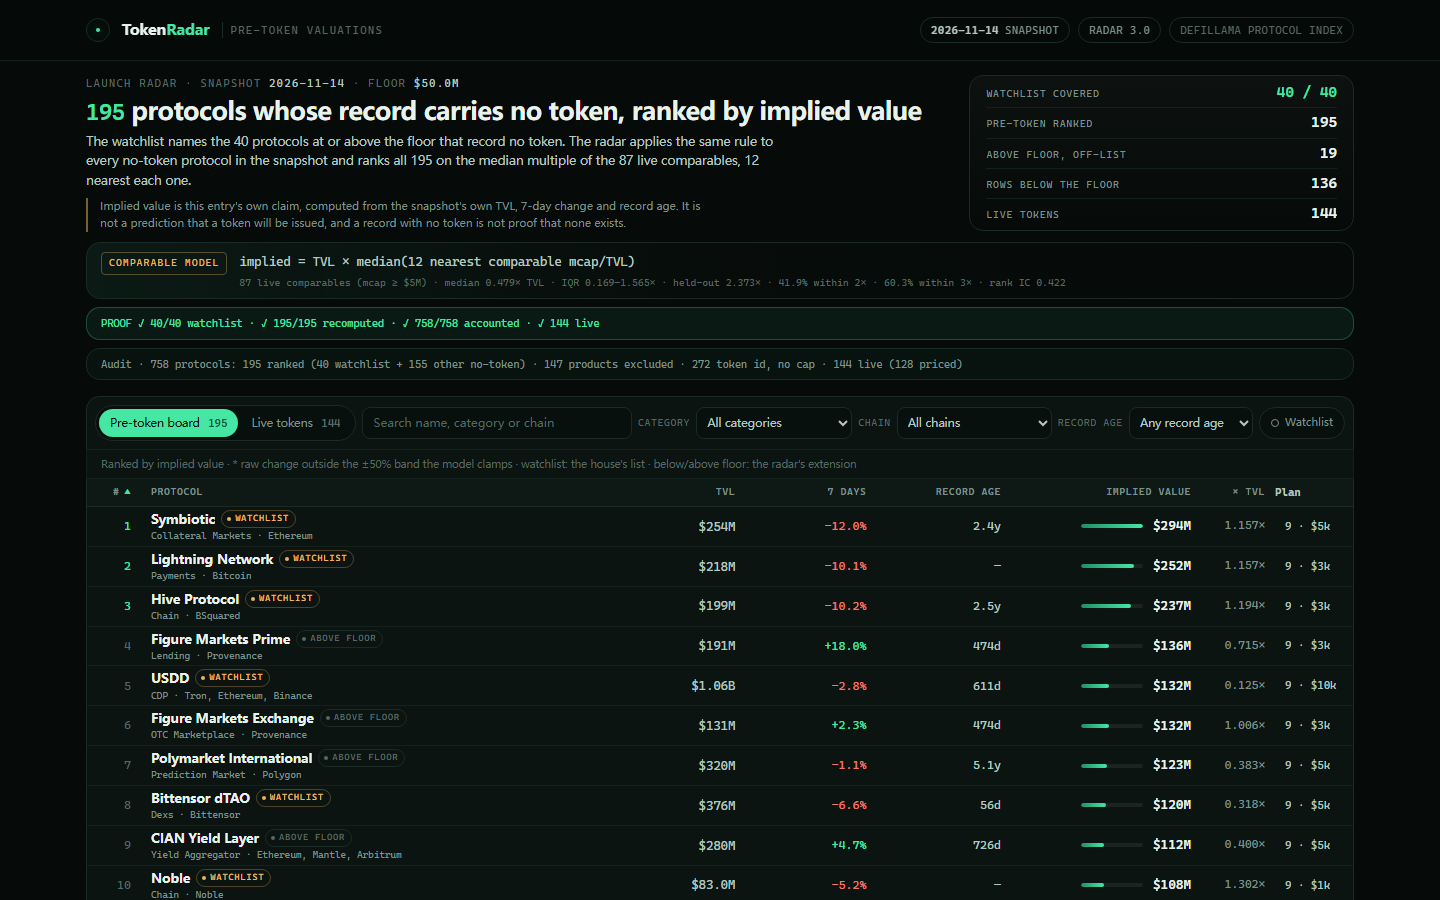 TokenRadar PRE-TOKEN VALUATIONS 2026-11-14 SNAPSHOT RADAR 3.0 DEFILLAMA PROTOCOL INDEX
LAUNCH RADAR · SNAPSHOT 2026-11-14 · FLOOR $50.0M
195 protocols whose record carries no token, ranked by implied value
The watchlist names the 40 protocols at or above the floor that record no token. The radar applies the same rule to
every no-token protocol in the snapshot and ranks all 195 on the median multiple of the 87 live comparables, 12
nearest each one.
Implied value is this entry's own claim, computed from the snapshot's own TVL, 7-day change and record age. It is
not a prediction that a token will be issued, and a record with no token is not proof that none exists.
WATCHLIST COVERED 40 / 40
PRE-TOKEN RANKED 195
ABOVE FLOOR, OFF-LIST 19
ROWS BELOW THE FLOOR 136
LIVE TOKENS 144
COMPARABLE MODEL implied = TVL × median(12 nearest comparable mcap/TVL)
87 live comparables (mcap ≥ $5M) · median 0.479× TVL · IQR 0.169–1.565× · held-out 2.373× · 41.9% within 2× · 60.3% within 3× · rank IC 0.422
PROOF ✓ 40/40 watchlist · ✓ 195/195 recomputed · ✓ 758/758 accounted · ✓ 144 live
Audit · 758 protocols: 195 ranked (40 watchlist + 155 other no-token) · 147 products excluded · 272 token id, no cap · 144 live (128 priced)
Pre-token board 195 Live tokens 144 Search name, category or chain CATEGORY All categories CHAIN All chains RECORD AGE Any record age Watchlist
Ranked by implied value · * raw change outside the ±50% band the model clamps · watchlist: the house's list · below/above floor: the radar's extension
# ▲ PROTOCOL TVL 7 DAYS RECORD AGE IMPLIED VALUE × TVL Plan
1 Symbiotic WATCHLIST $254M −12.0% 2.4y $294M 1.157× 9 · $5k
Collateral Markets · Ethereum
2 Lightning Network WATCHLIST $218M −10.1% — $252M 1.157× 9 · $3k
Payments · Bitcoin
3 Hive Protocol WATCHLIST $199M −10.2% 2.5y $237M 1.194× 9 · $3k
Chain · BSquared
4 Figure Markets Prime ABOVE FLOOR $191M +18.0% 474d $136M 0.715× 9 · $3k
Lending · Provenance
5 USDD WATCHLIST $1.06B −2.8% 611d $132M 0.125× 9 · $10k
CDP · Tron, Ethereum, Binance
6 Figure Markets Exchange ABOVE FLOOR $131M +2.3% 474d $132M 1.006× 9 · $3k
OTC Marketplace · Provenance
7 Polymarket International ABOVE FLOOR $320M −1.1% 5.1y $123M 0.383× 9 · $5k
Prediction Market · Polygon
8 Bittensor dTAO WATCHLIST $376M −6.6% 56d $120M 0.318× 9 · $5k
Dexs · Bittensor
9 CIAN Yield Layer ABOVE FLOOR $280M +4.7% 726d $112M 0.400× 9 · $5k
Yield Aggregator · Ethereum, Mantle, Arbitrum
10 Noble WATCHLIST $83.0M −5.2% — $108M 1.302× 9 · $1k
Chain · Noble